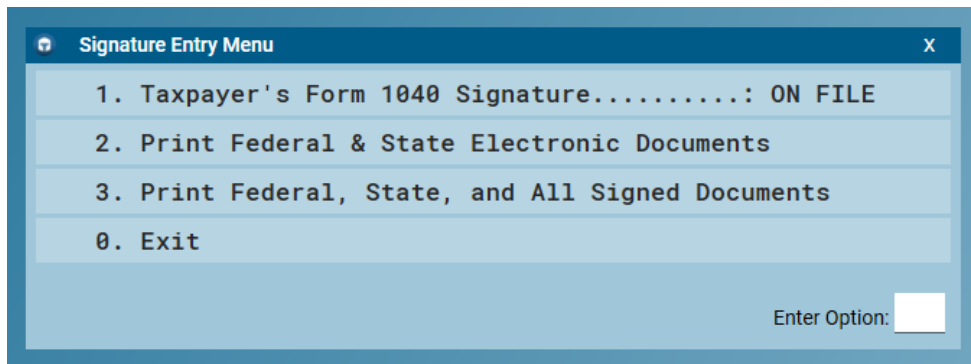 Signature Entry Menu X
1. Taxpayer's Form 1040 Signature..........: ON FILE
2. Print Federal & State Electronic Documents
3. Print Federal, State, and All Signed Documents
0. Exit
Enter Option: